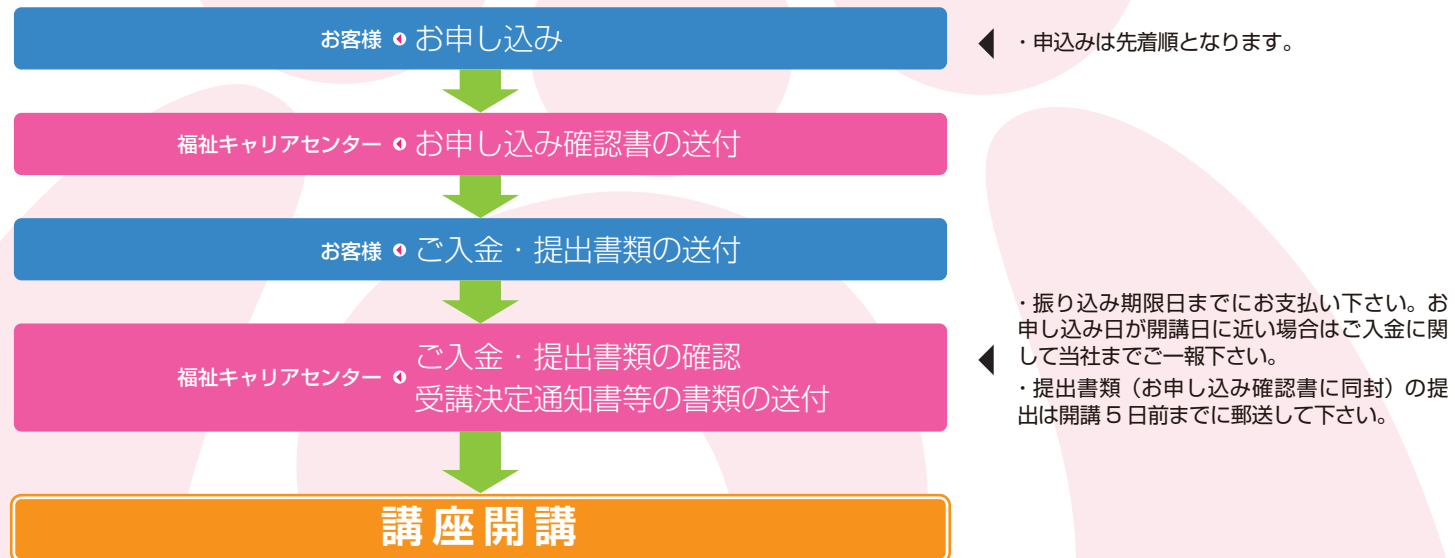 お客様 お申し込み
・申込みは先着順となります。
福祉キャリアセンター お申し込み確認書の送付
お客様 ご入金・提出書類の送付
福祉キャリアセンター ご入金・提出書類の確認
受講決定通知書等の書類の送付
・振り込み期限日までにお支払い下さい。お
申し込み日が開講日に近い場合はご入金に関
して当社までご一報下さい。
・提出書類（お申し込み確認書に同封）の提
出は開講 5 日前までに郵送して下さい。
講座開講